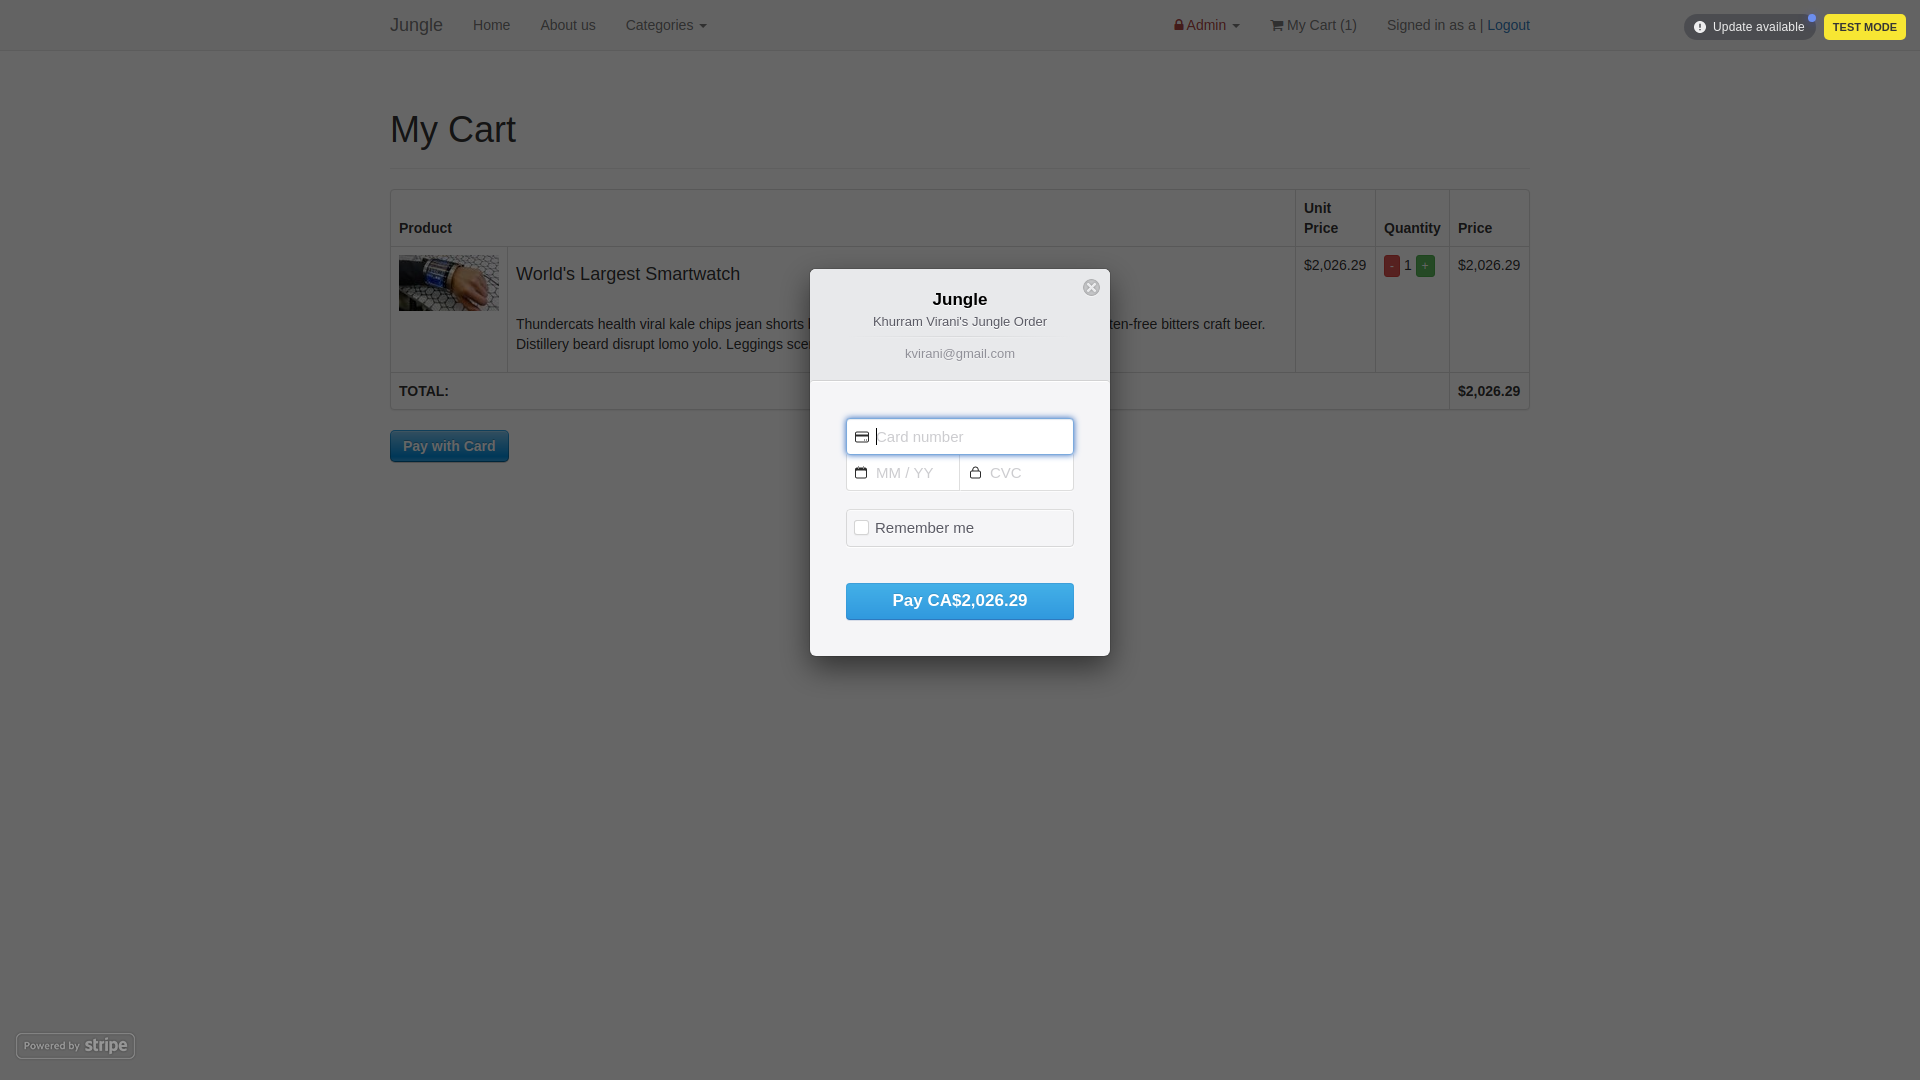 Jungle
Home
About us
Categories
Admin
My Cart (1)
Signed in as a | Logout
Update available
TEST MODE
My Cart
Product
Unit
Price
Quantity
Price
World's Largest Smartwatch
$2,026.29
-
1
+
$2,026.29
Thundercats health viral kale chips jean shorts
ten-free bitters craft beer.
Distillery beard disrupt lomo yolo. Leggings
TOTAL:
$2,026.29
Pay with Card
Jungle
Khurram Virani's Jungle Order
kvirani@gmail.com
Card number
MM / YY
CVC
Remember me
Pay CA$2,026.29
Powered by stripe